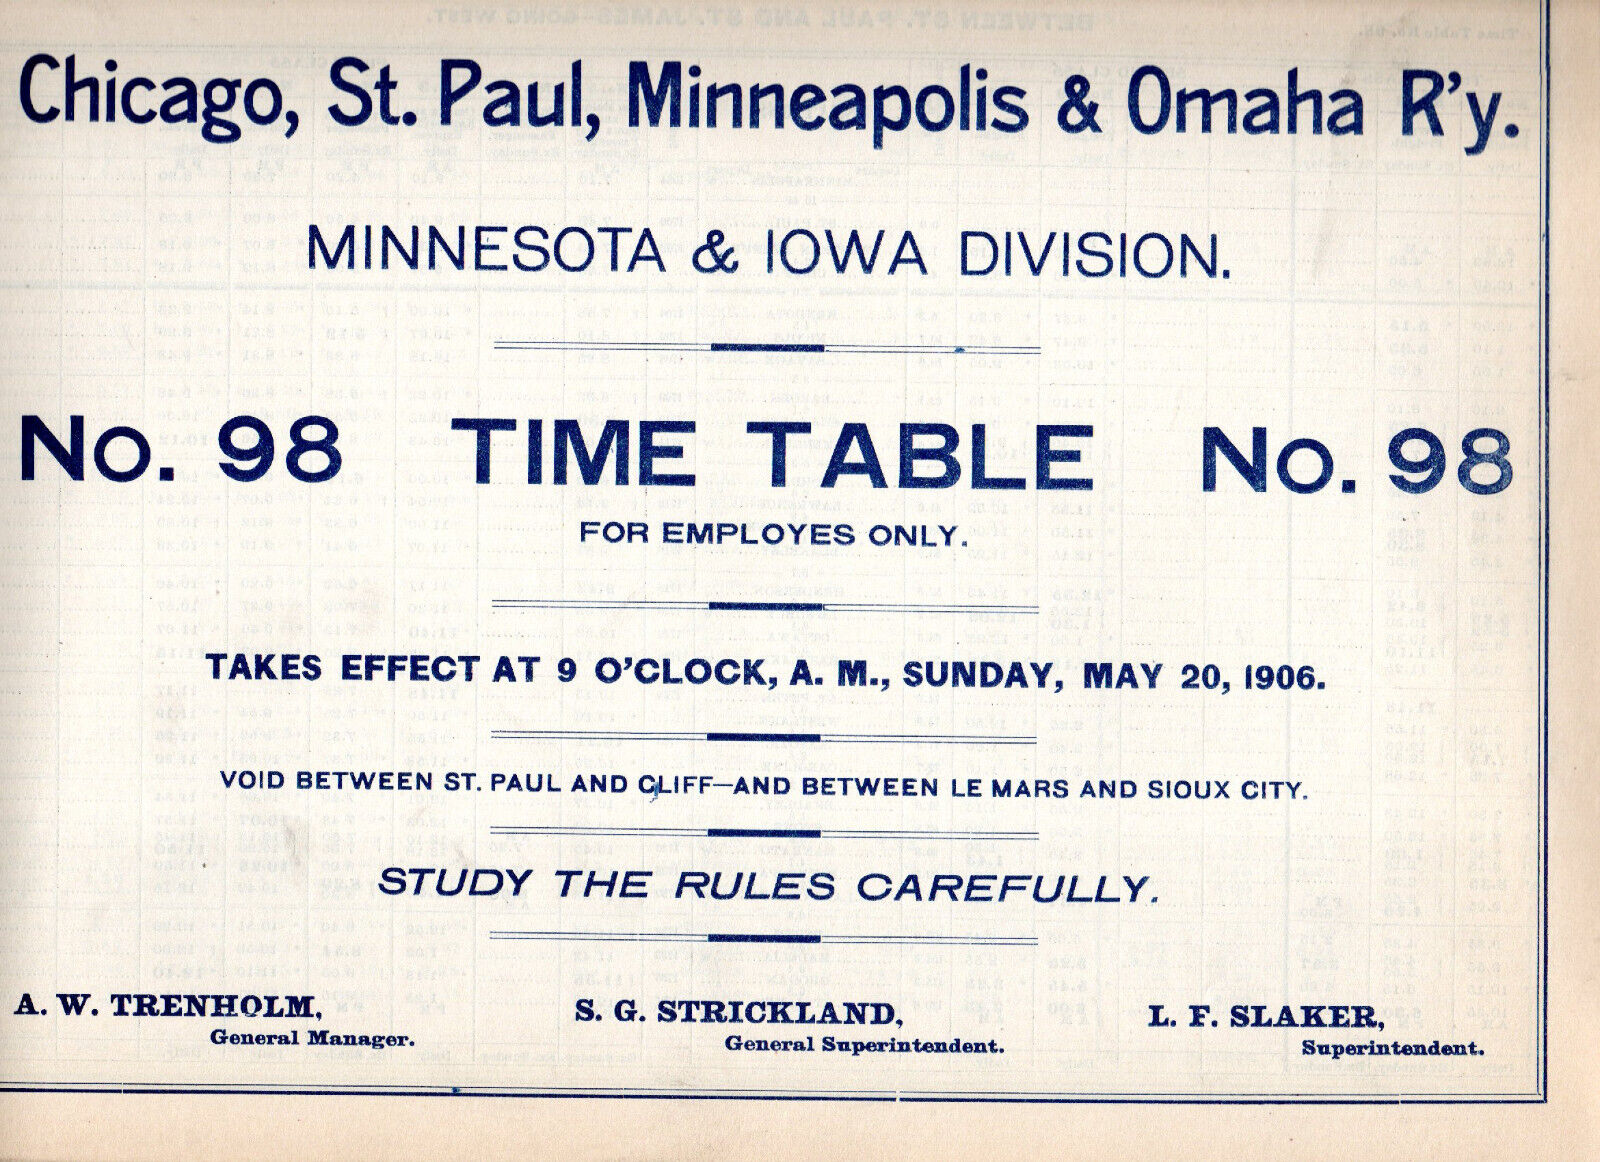 Chicago, St. Paul, Minneapolis & Omaha R'y.
MINNESOTA & IOWA DIVISION.
No. 98 TIME TABLE No. 98
FOR EMPLOYES ONLY.
TAKES EFFECT AT 9 O'CLOCK, A. M., SUNDAY, MAY 20, 1906.
VOID BETWEEN ST. PAUL AND CLIFF—AND BETWEEN LE MARS AND SIOUX CITY.
STUDY THE RULES CAREFULLY.
A. W. TRENHOLM, S. G. STRICKLAND, L. F. SLAKER,
General Manager. General Superintendent. Superintendent.